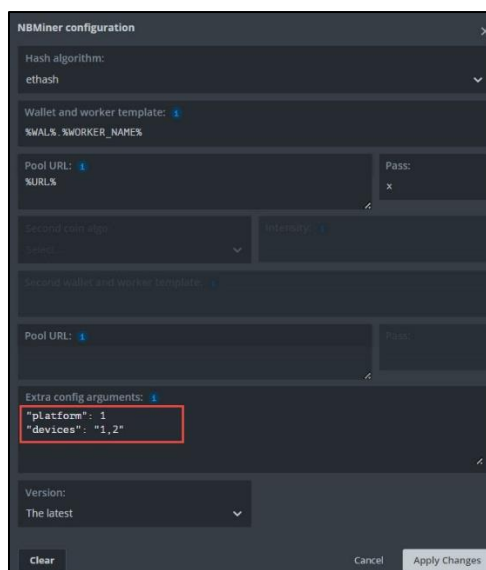 NBMiner configuration
Hash algorithm:
ethash
Wallet and worker template: i
%WAL%.%WORKER_NAME%
Pool URL: i
%URL%
Pass:
x
Second coin algo
Select...
Intensity: i
Second wallet and worker template: i
Pool URL: i
Pass:
Extra config arguments: i
"platform": 1
"devices": "1,2"
Version:
The latest
Clear
Cancel
Apply Changes